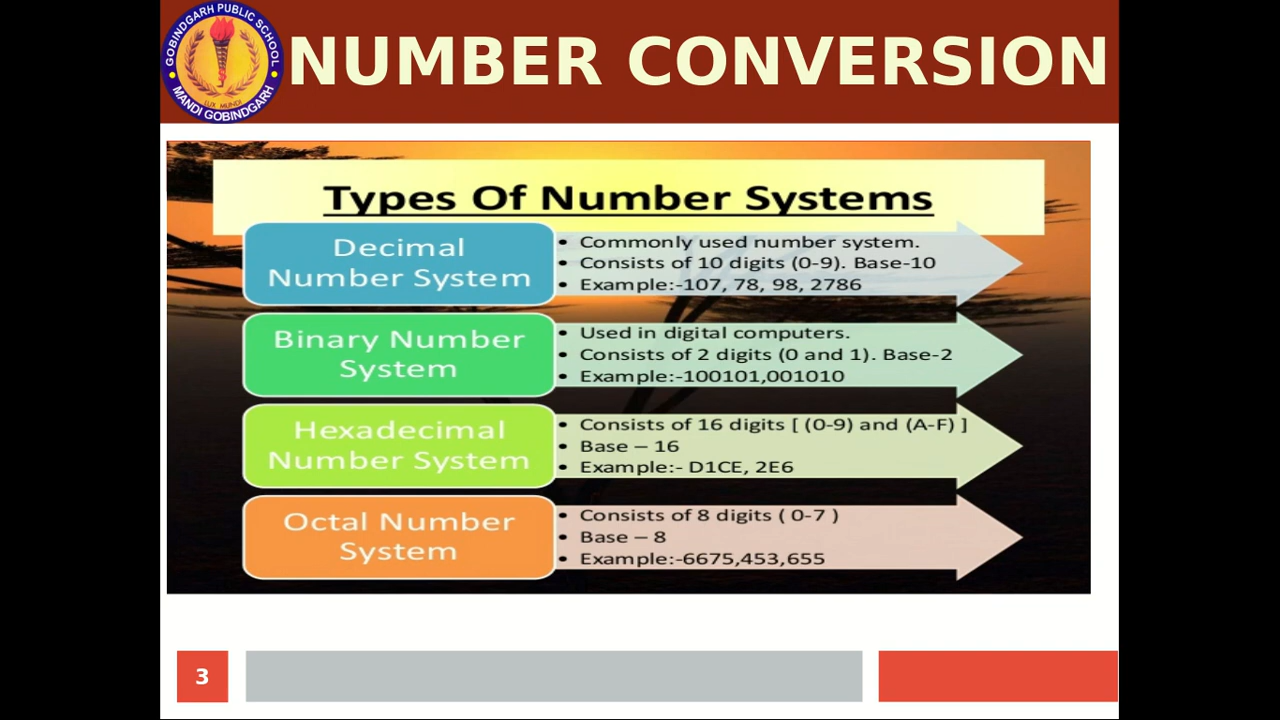 GOBINDGARH PUBLIC SCHOOL
LUX MUNDI
MANDI GOBINDGARH
NUMBER CONVERSION
Types Of Number Systems
Decimal
Number System
• Commonly used number system.
• Consists of 10 digits (0-9). Base-10
• Example:-107, 78, 98, 2786
Binary Number
System
• Used in digital computers.
• Consists of 2 digits (0 and 1). Base-2
• Example:-100101,001010
Hexadecimal
Number System
• Consists of 16 digits [ (0-9) and (A-F) ]
• Base – 16
• Example:- D1CE, 2E6
Octal Number
System
• Consists of 8 digits ( 0-7 )
• Base – 8
• Example:-6675,453,655
3